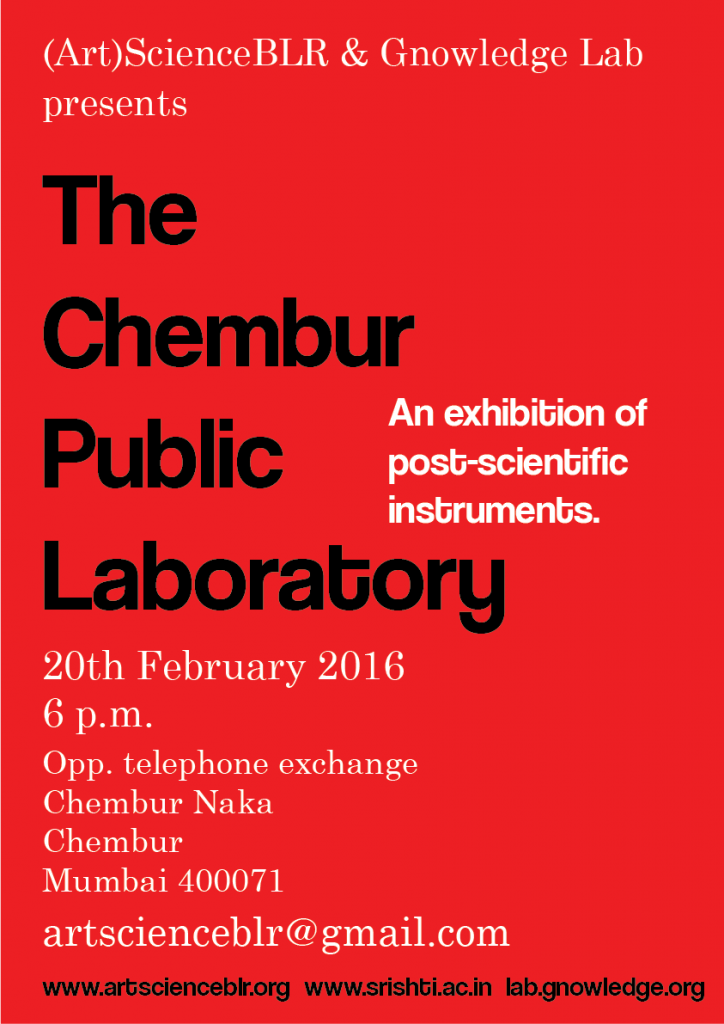 (Art)ScienceBLR & Gnowledge Lab
presents
The
Chembur
Public
Laboratory
An exhibition of
post-scientific
instruments.
20th February 2016
6 p.m.
Opp. telephone exchange
Chembur Naka
Chembur
Mumbai 400071
artscienceblr@gmail.com
www.artscienceblr.org www.srishti.ac.in lab.gnowledge.org